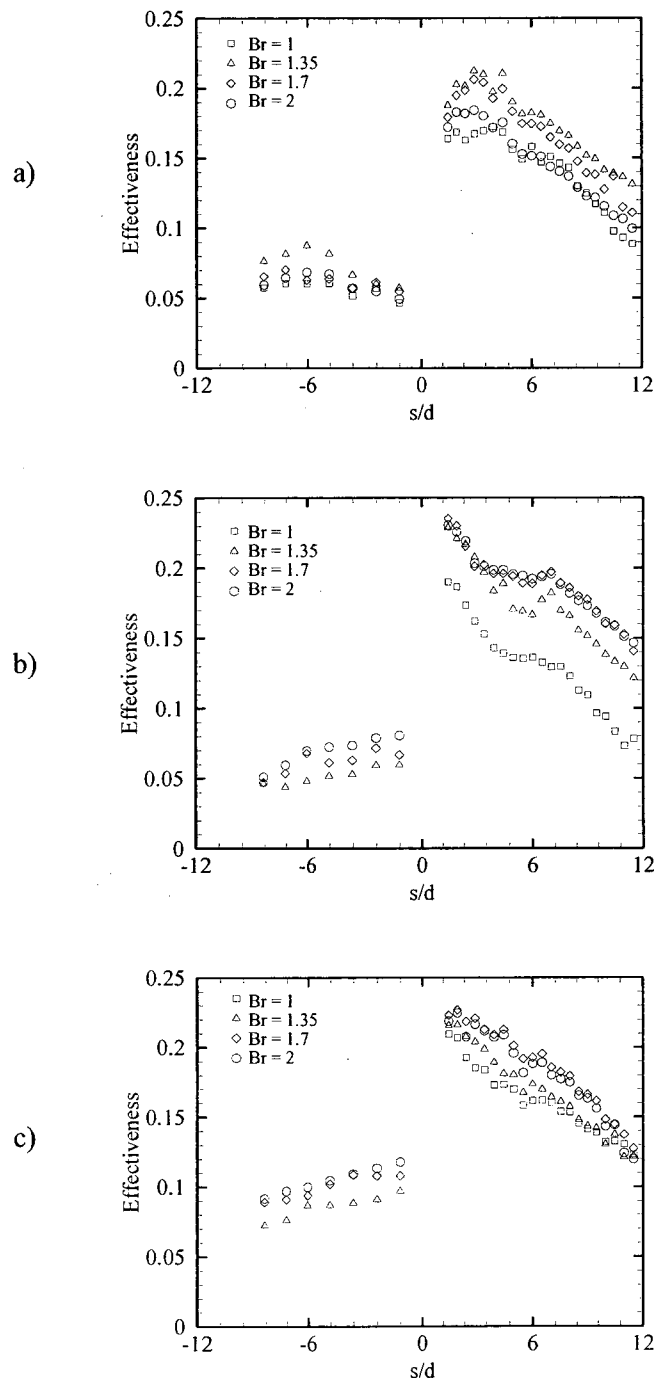 a)
Effectiveness
0.25
0.2
0.15
0.1
0.05
0
Br = 1
Br = 1.35
Br = 1.7
Br = 2
-12 -6 0 6 12
s/d
b)
Effectiveness
0.25
0.2
0.15
0.1
0.05
0
Br = 1
Br = 1.35
Br = 1.7
Br = 2
-12 -6 0 6 12
s/d
c)
Effectiveness
0.25
0.2
0.15
0.1
0.05
0
Br = 1
Br = 1.35
Br = 1.7
Br = 2
-12 -6 0 6 12
s/d